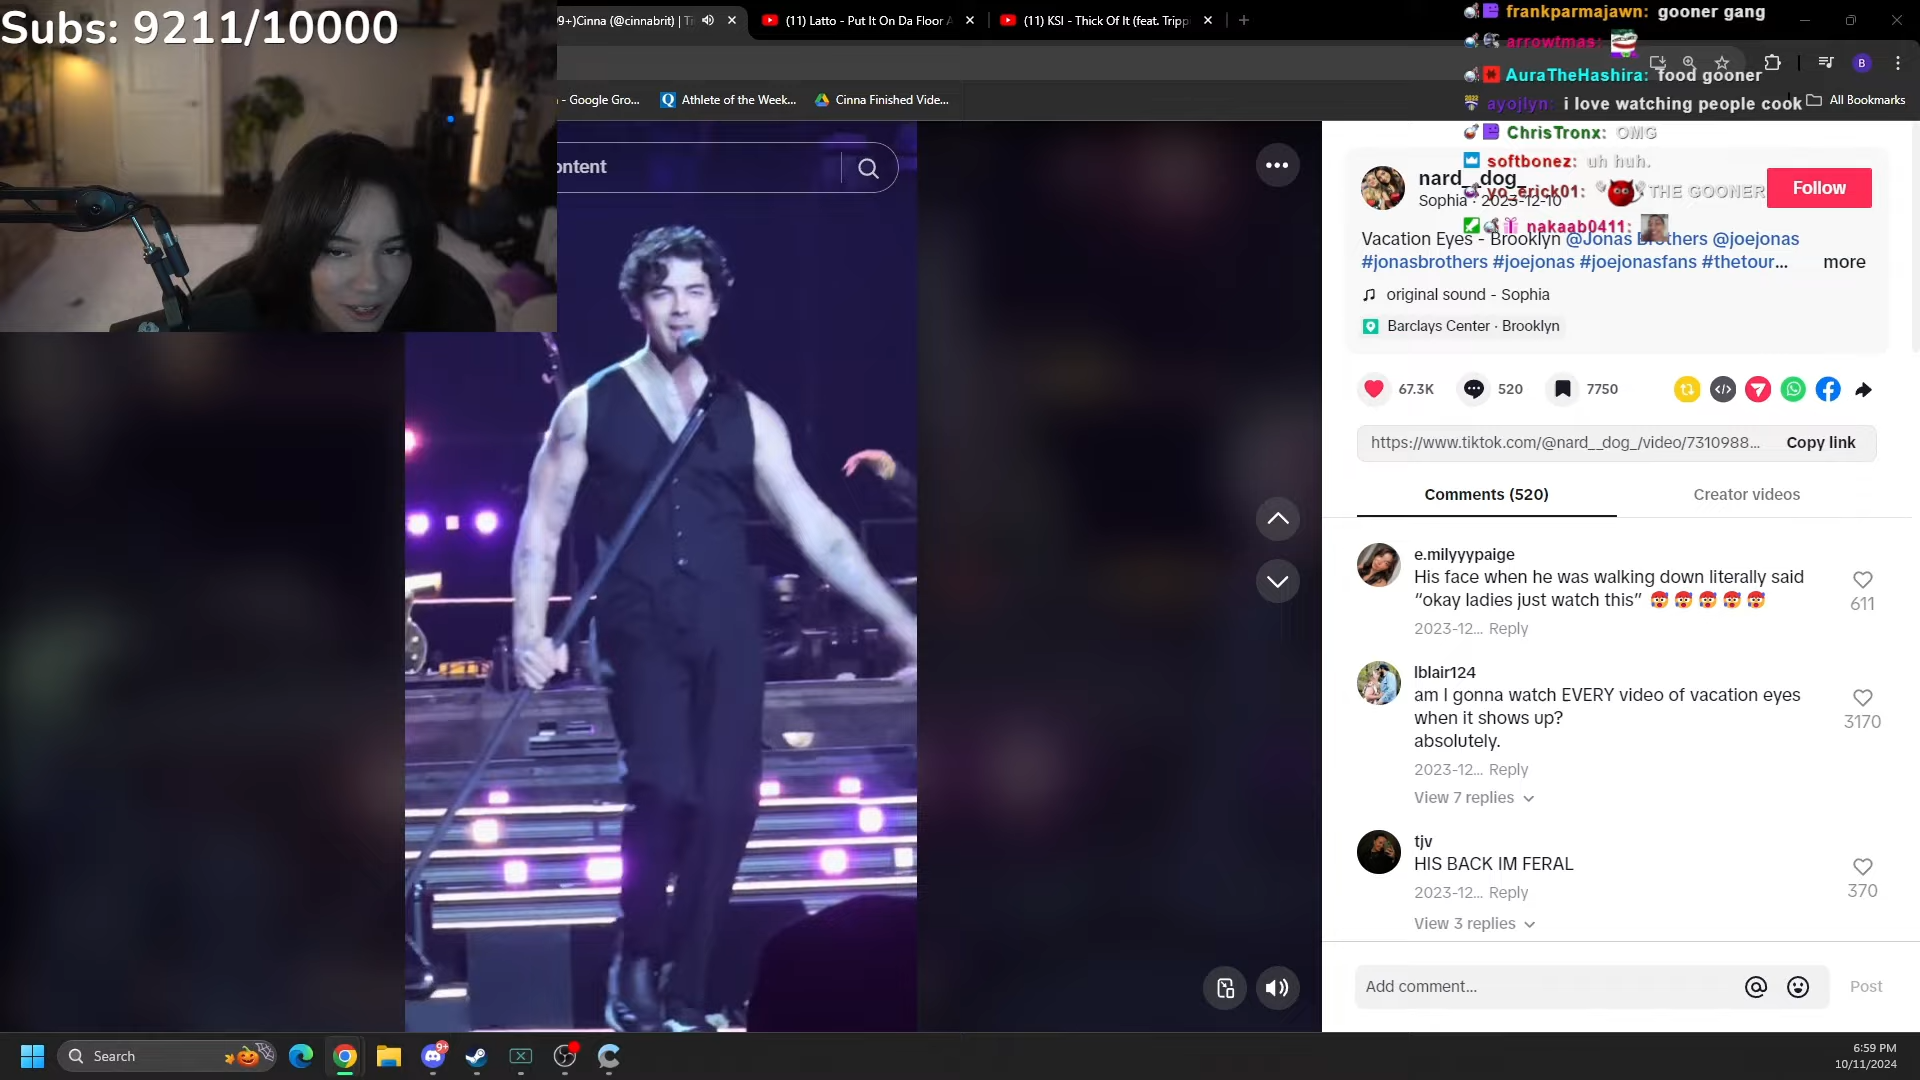 Subs: 9211/10000
9+)Cinna (@cinnabrit) | Ti
(11) Latto - Put It On Da Floor A
(11) KSI - Thick Of It (feat. Tripp
frankparmajawn: gooner gang
arrowtmas:
AuraTheHashira: food gooner
ayojlyn: i love watching people cook
ChrisTronx: OMG
softbonez: uh huh.
yo_erick01: THE GOONER
nakaab0411:
- Google Gro...
Athlete of the Week...
Cinna Finished Vide...
All Bookmarks
ontent
nard__dog_
Sophia · 2023-12-10
Follow
Vacation Eyes - Brooklyn @Jonas Brothers @joejonas
#jonasbrothers #joejonas #joejonasfans #thetour...
more
original sound - Sophia
Barclays Center · Brooklyn
67.3K
520
7750
https://www.tiktok.com/@nard__dog_/video/7310988...
Copy link
Comments (520)
Creator videos
e.milyyypaige
His face when he was walking down literally said
“okay ladies just watch this” 🥵🥵🥵🥵🥵
611
2023-12... Reply
lblair124
am I gonna watch EVERY video of vacation eyes
when it shows up?
absolutely.
3170
2023-12... Reply
View 7 replies
tjv
HIS BACK IM FERAL
370
2023-12... Reply
View 3 replies
Add comment...
Post
Search
9+
6:59 PM
10/11/2024